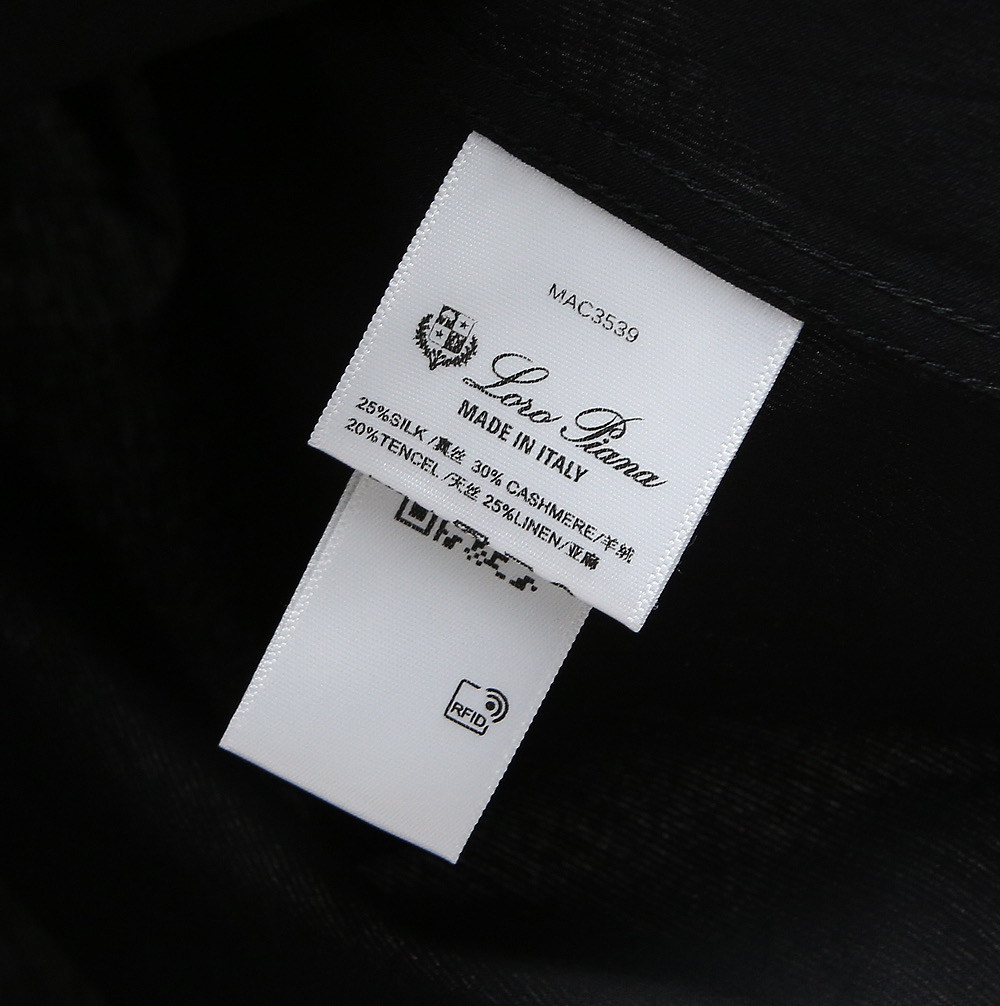 MAC3539
Loro Piana
MADE IN ITALY
25%SILK /真丝 30% CASHMERE/羊绒
20%TENCEL /天丝 25%LINEN/亚麻
RFID